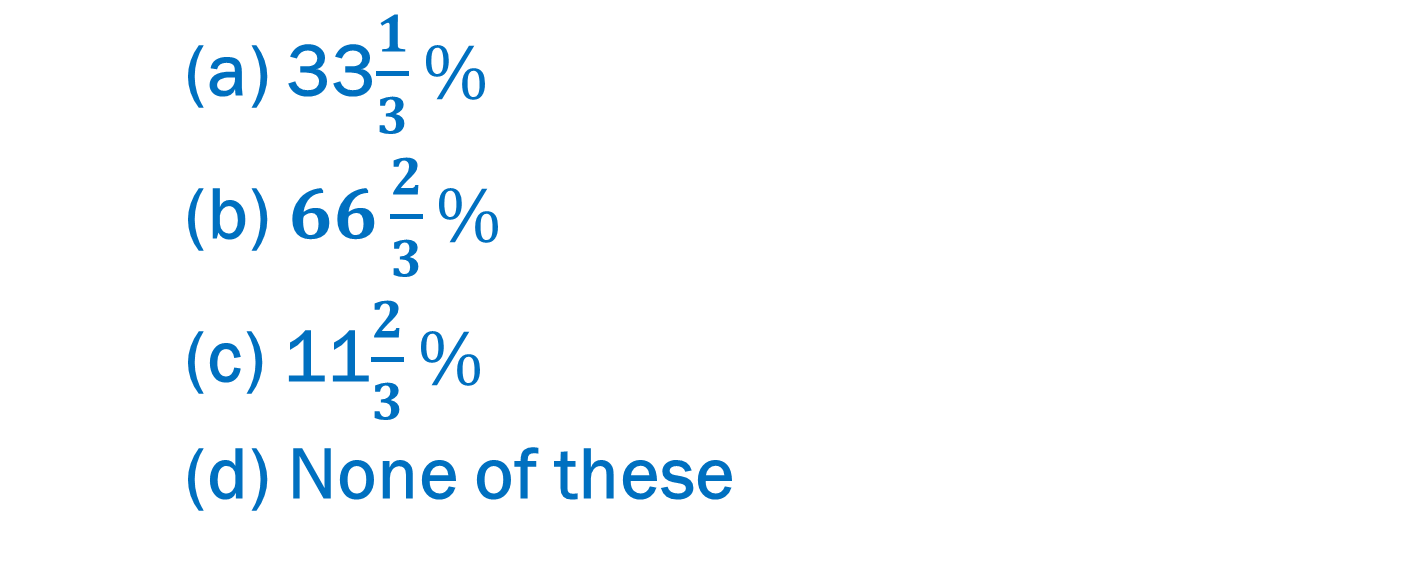 (a) 33 1/3 %
(b) 66 2/3 %
(c) 11 2/3 %
(d) None of these